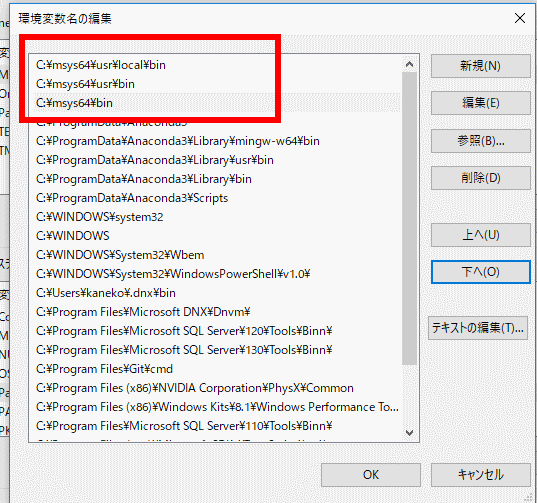 環境変数名の編集
C:¥msys64¥usr¥local¥bin
C:¥msys64¥usr¥bin
C:¥msys64¥bin
C:¥ProgramData¥Anaconda3
C:¥ProgramData¥Anaconda3¥Library¥mingw-w64¥bin
C:¥ProgramData¥Anaconda3¥Library¥usr¥bin
C:¥ProgramData¥Anaconda3¥Library¥bin
C:¥ProgramData¥Anaconda3¥Scripts
C:¥WINDOWS¥system32
C:¥WINDOWS
C:¥WINDOWS¥System32¥Wbem
C:¥WINDOWS¥System32¥WindowsPowerShell¥v1.0¥
C:¥Users¥kaneko¥.dnx¥bin
C:¥Program Files¥Microsoft DNX¥Dnvm¥
C:¥Program Files¥Microsoft SQL Server¥120¥Tools¥Binn¥
C:¥Program Files¥Microsoft SQL Server¥130¥Tools¥Binn¥
C:¥Program Files¥Git¥cmd
C:¥Program Files (x86)¥NVIDIA Corporation¥PhysX¥Common
C:¥Program Files (x86)¥Windows Kits¥8.1¥Windows Performance To...
C:¥Program Files¥Microsoft SQL Server¥110¥Tools¥Binn¥
新規(N)
編集(E)
参照(B)...
削除(D)
上へ(U)
下へ(O)
テキストの編集(T)...
OK
キャンセル